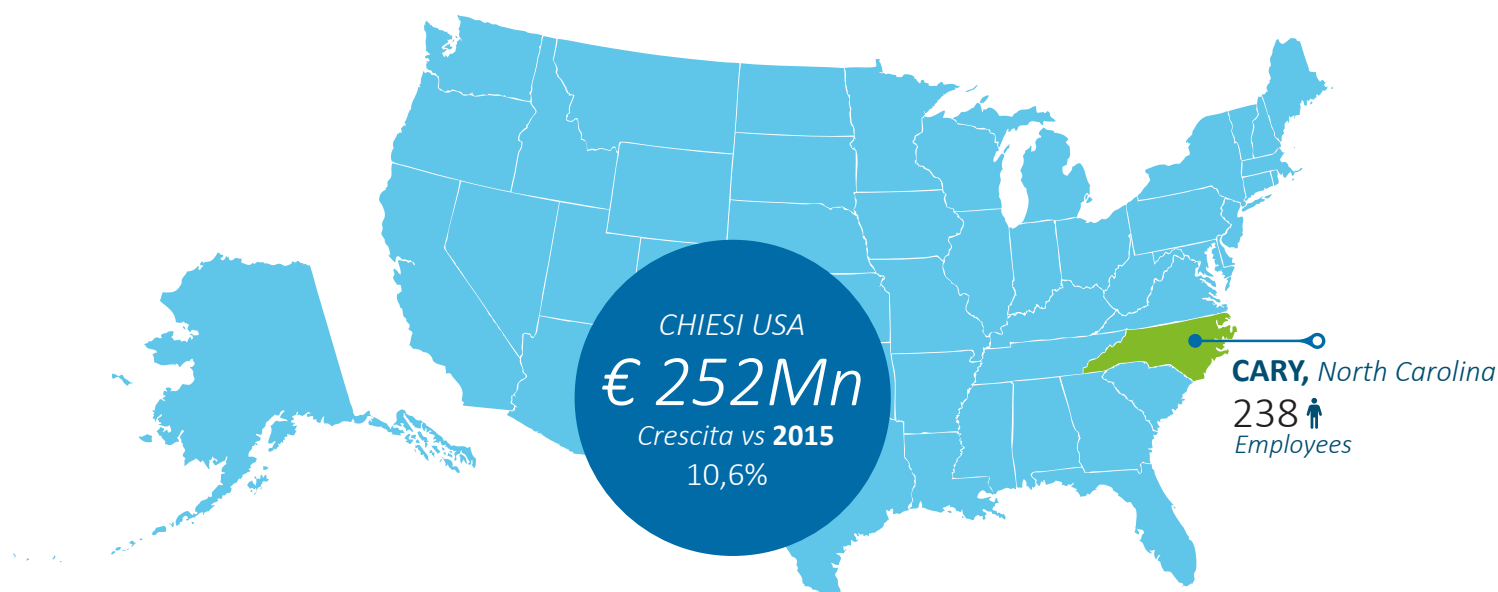 CHIESI USA
€ 252Mn
Crescita vs 2015
10,6%
CARY, North Carolina
238
Employees